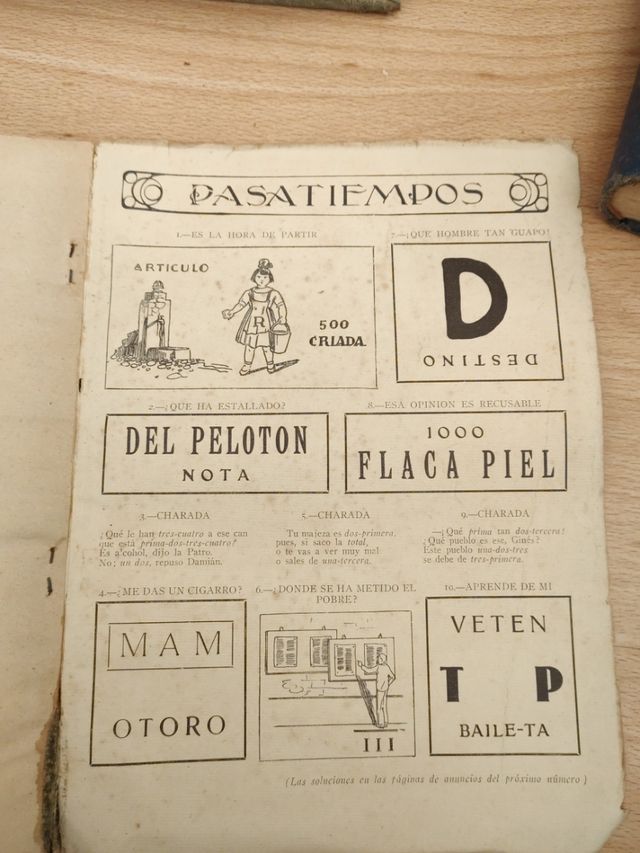 PASATIEMPOS
1.—ES LA HORA DE PARTIR
ARTICULO
R
500
CRIADA
2.—¿QUE HA ESTALLADO?
DEL PELOTON
NOTA
3.—CHARADA
¿Qué le han tres-cuatro a ese can
que está prima-dos-tres-cuatro?
Es alcohol, dijo la Patro.
No; un dos, repuso Damián.
4.—¿ME DAS UN CIGARRO?
MAM
OTORO
5.—CHARADA
Tu majeza es dos-primera,
pues, si saco la total,
o te vas a ver muy mal
o sales de una-tercera.
6.—¿DONDE SE HA METIDO EL
POBRE?
III
7.—¡QUE HOMBRE TAN GUAPO!
D
DESTINO
8.—ESA OPINION ES RECUSABLE
1000
FLACA PIEL
9.—CHARADA
—¡Qué prima tan dos-tercera!
¿Qué pueblo es ese, Ginés?
Este pueblo una-dos-tres
se debe de tres-primera.
10.—APRENDE DE MI
VETEN
T P
BAILE-TA
(Las soluciones en las páginas de anuncios del próximo número)